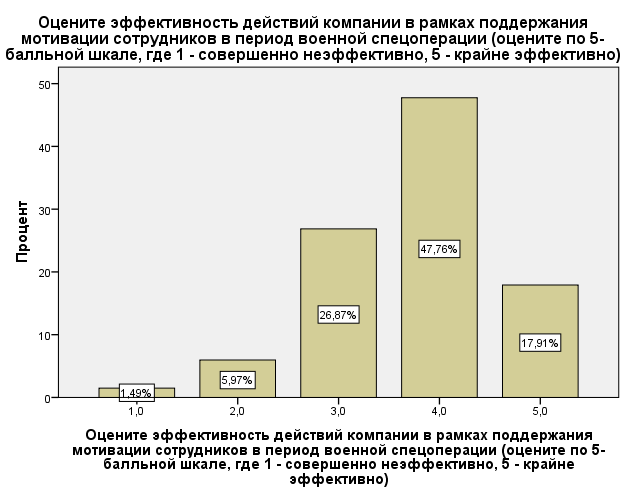 Оцените эффективность действий компании в рамках поддержания
мотивации сотрудников в период военной спецоперации (оцените по 5-
балльной шкале, где 1 - совершенно неэффективно, 5 - крайне эффективно)
Процент
50
40
30
20
10
0
1,49%
5,97%
26,87%
47,76%
17,91%
1,0
2,0
3,0
4,0
5,0
Оцените эффективность действий компании в рамках поддержания
мотивации сотрудников в период военной спецоперации (оцените по 5-
балльной шкале, где 1 - совершенно неэффективно, 5 - крайне
эффективно)